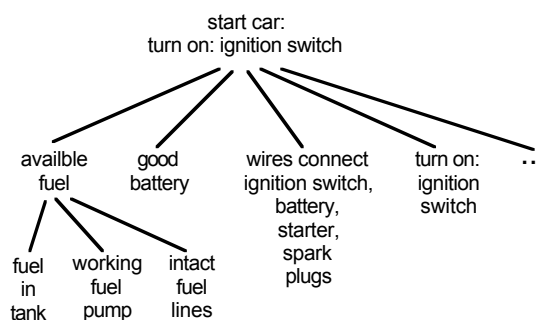 start car:
turn on: ignition switch
availble
fuel
good
battery
wires connect
ignition switch,
battery,
starter,
spark
plugs
turn on:
ignition
switch
..
fuel
in
tank
working
fuel
pump
intact
fuel
lines